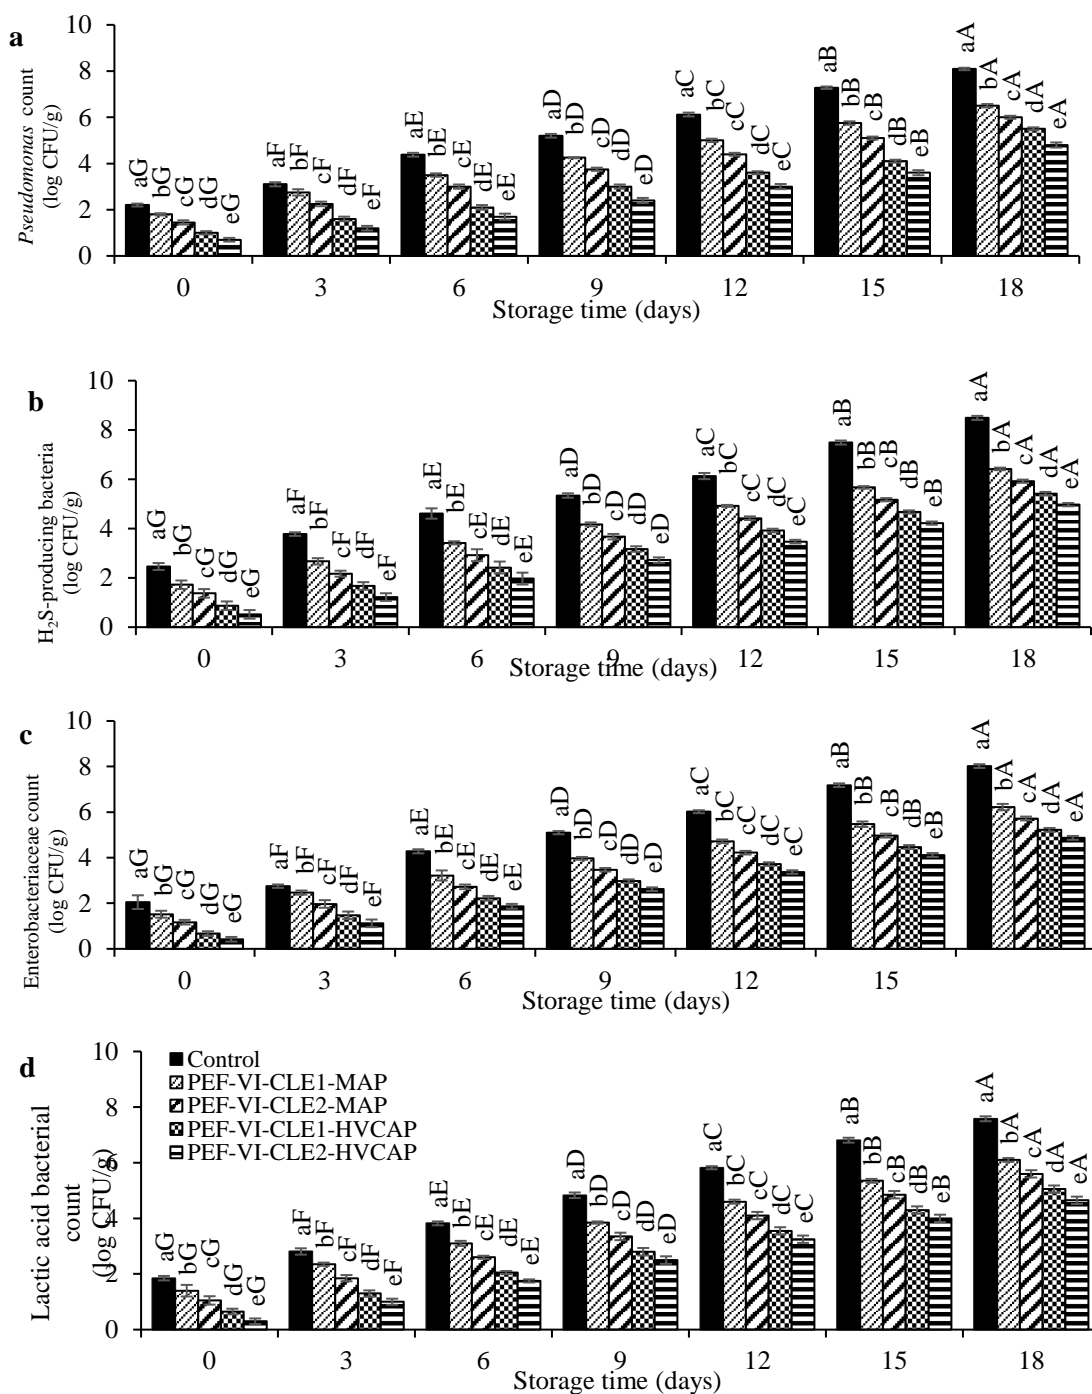 a
Pseudomonas count
(log CFU/g)
10
8
6
4
2
0
aG bG cG dG eG
aF bF cF dF eF
aE bE cE dE eE
aD bD cD dD eD
aC bC cC dC eC
aB bB cB dB eB
aA bA cA dA eA
0 3 6 9 12 15 18
Storage time (days)
b
H₂S-producing bacteria
(log CFU/g)
10
8
6
4
2
0
aG bG cG dG eG
aF bF cF dF eF
aE bE cE dE eE
aD bD cD dD eD
aC bC cC dC eC
aB bB cB dB eB
aA bA cA dA eA
0 3 6 9 12 15 18
Storage time (days)
c
Enterobacteriaceae count
(log CFU/g)
10
8
6
4
2
0
aG bG cG dG eG
aF bF cF dF eF
aE bE cE dE eE
aD bD cD dD eD
aC bC cC dC eC
aB bB cB dB eB
aA bA cA dA eA
0 3 6 9 12 15
Storage time (days)
d
Lactic acid bacterial
count
(log CFU/g)
10
8
6
4
2
0
Control
PEF-VI-CLE1-MAP
PEF-VI-CLE2-MAP
PEF-VI-CLE1-HVCAP
PEF-VI-CLE2-HVCAP
aG bG cG dG eG
aF bF cF dF eF
aE bE cE dE eE
aD bD cD dD eD
aC bC cC dC eC
aB bB cB dB eB
aA bA cA dA eA
0 3 6 9 12 15 18
Storage time (days)